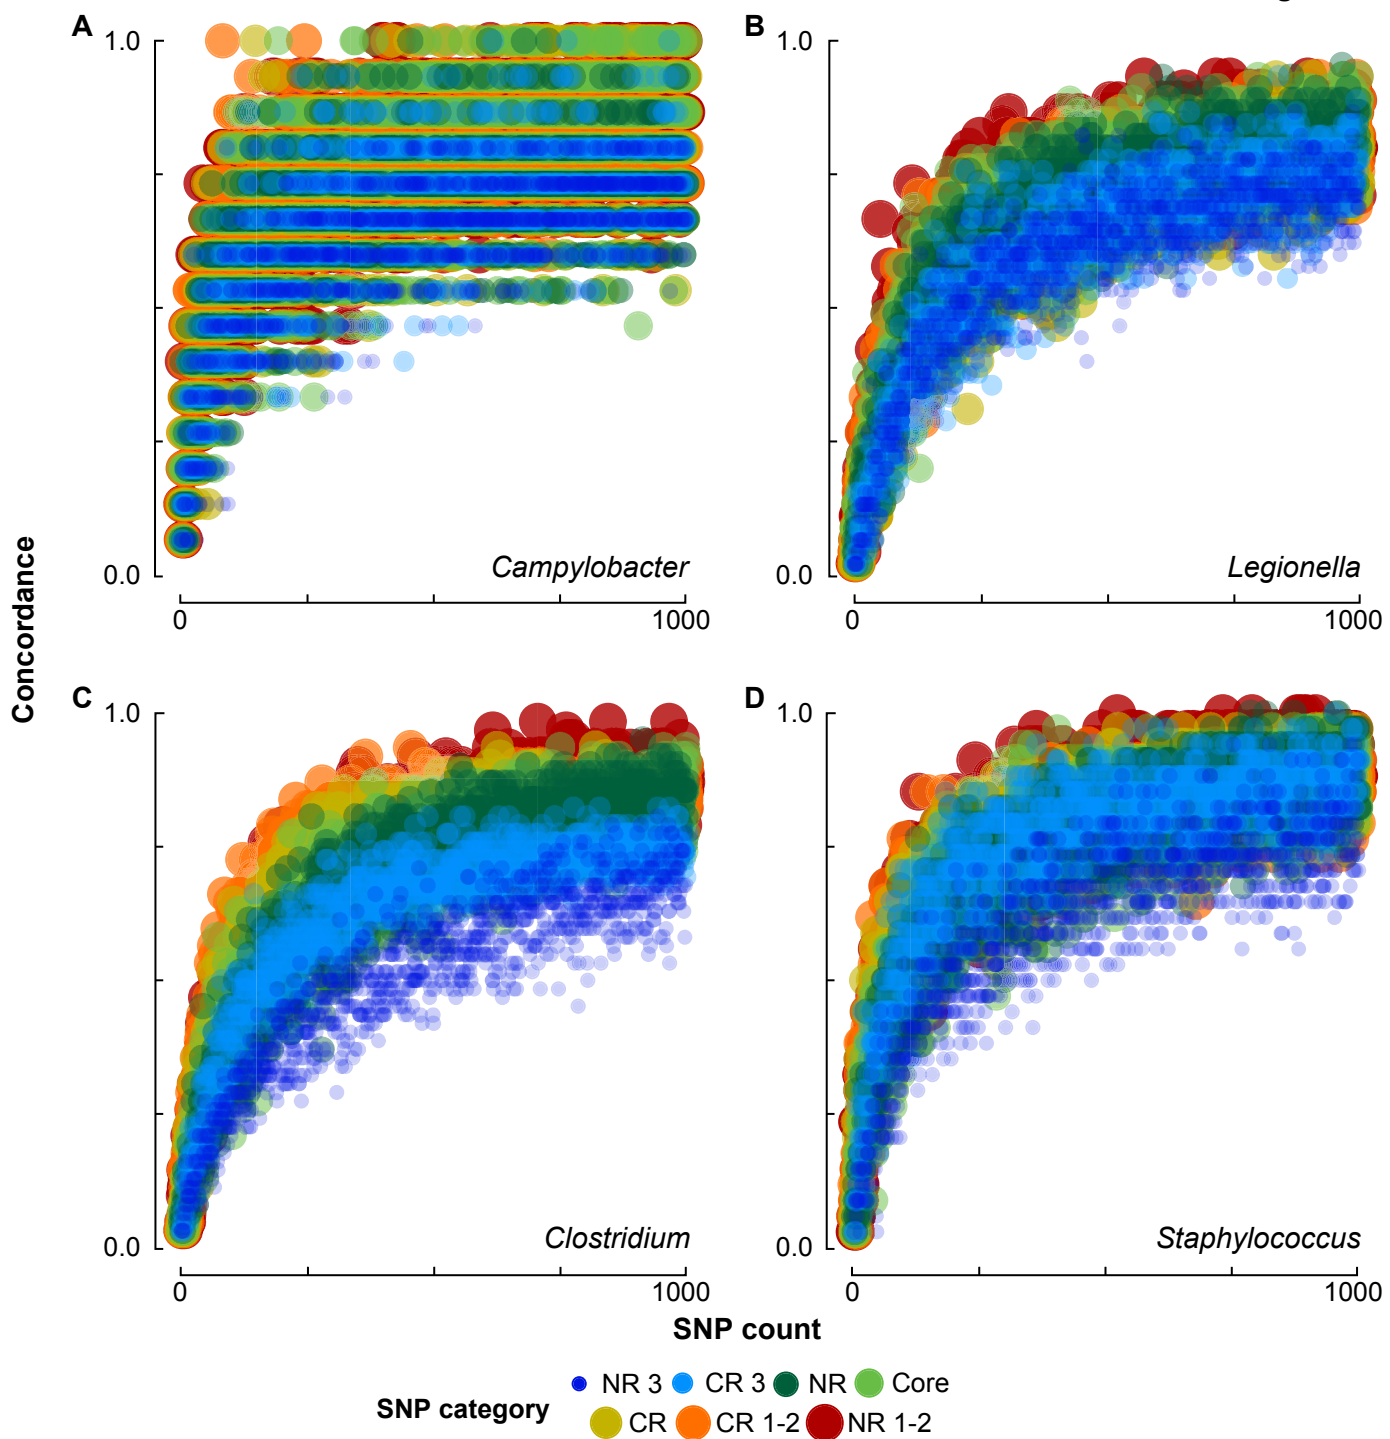 A
B
1.0
1.0
0.0
0.0
Campylobacter
Legionella
0
1000
0
1000
Concordance
C
D
1.0
1.0
0.0
0.0
Clostridium
Staphylococcus
0
1000
0
1000
SNP count
SNP category
NR 3
CR 3
NR
Core
CR
CR 1-2
NR 1-2